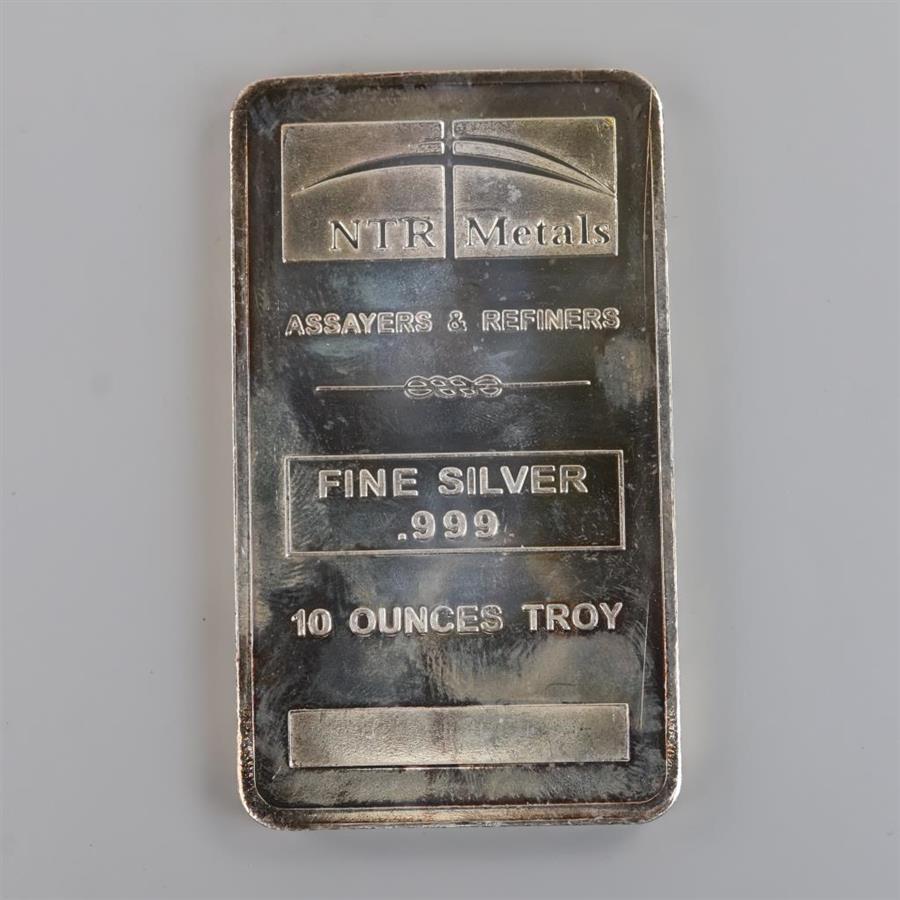 NTR Metals
ASSAYERS & REFINERS
FINE SILVER
.999
10 OUNCES TROY